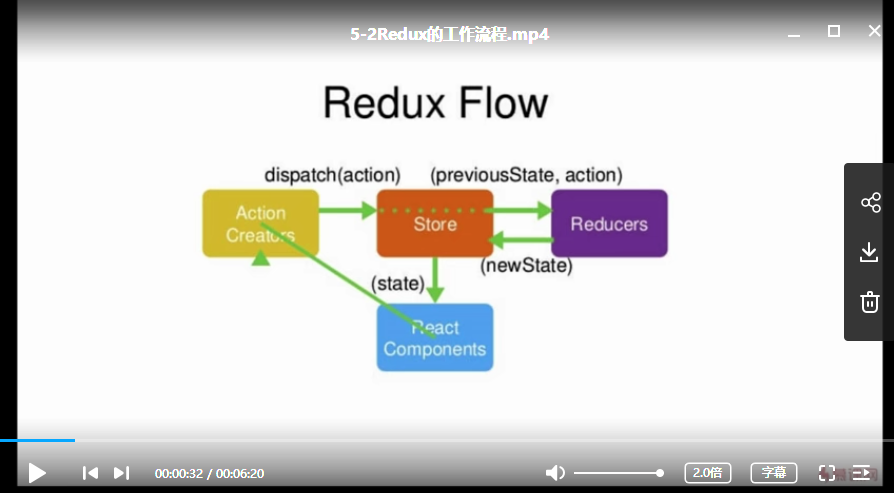 5-2Redux的工作流程.mp4
Redux Flow
dispatch(action)
(previousState, action)
Action
Creators
Store
Reducers
(newState)
(state)
React
Components
00:00:32 / 00:06:20
2.0倍
字幕